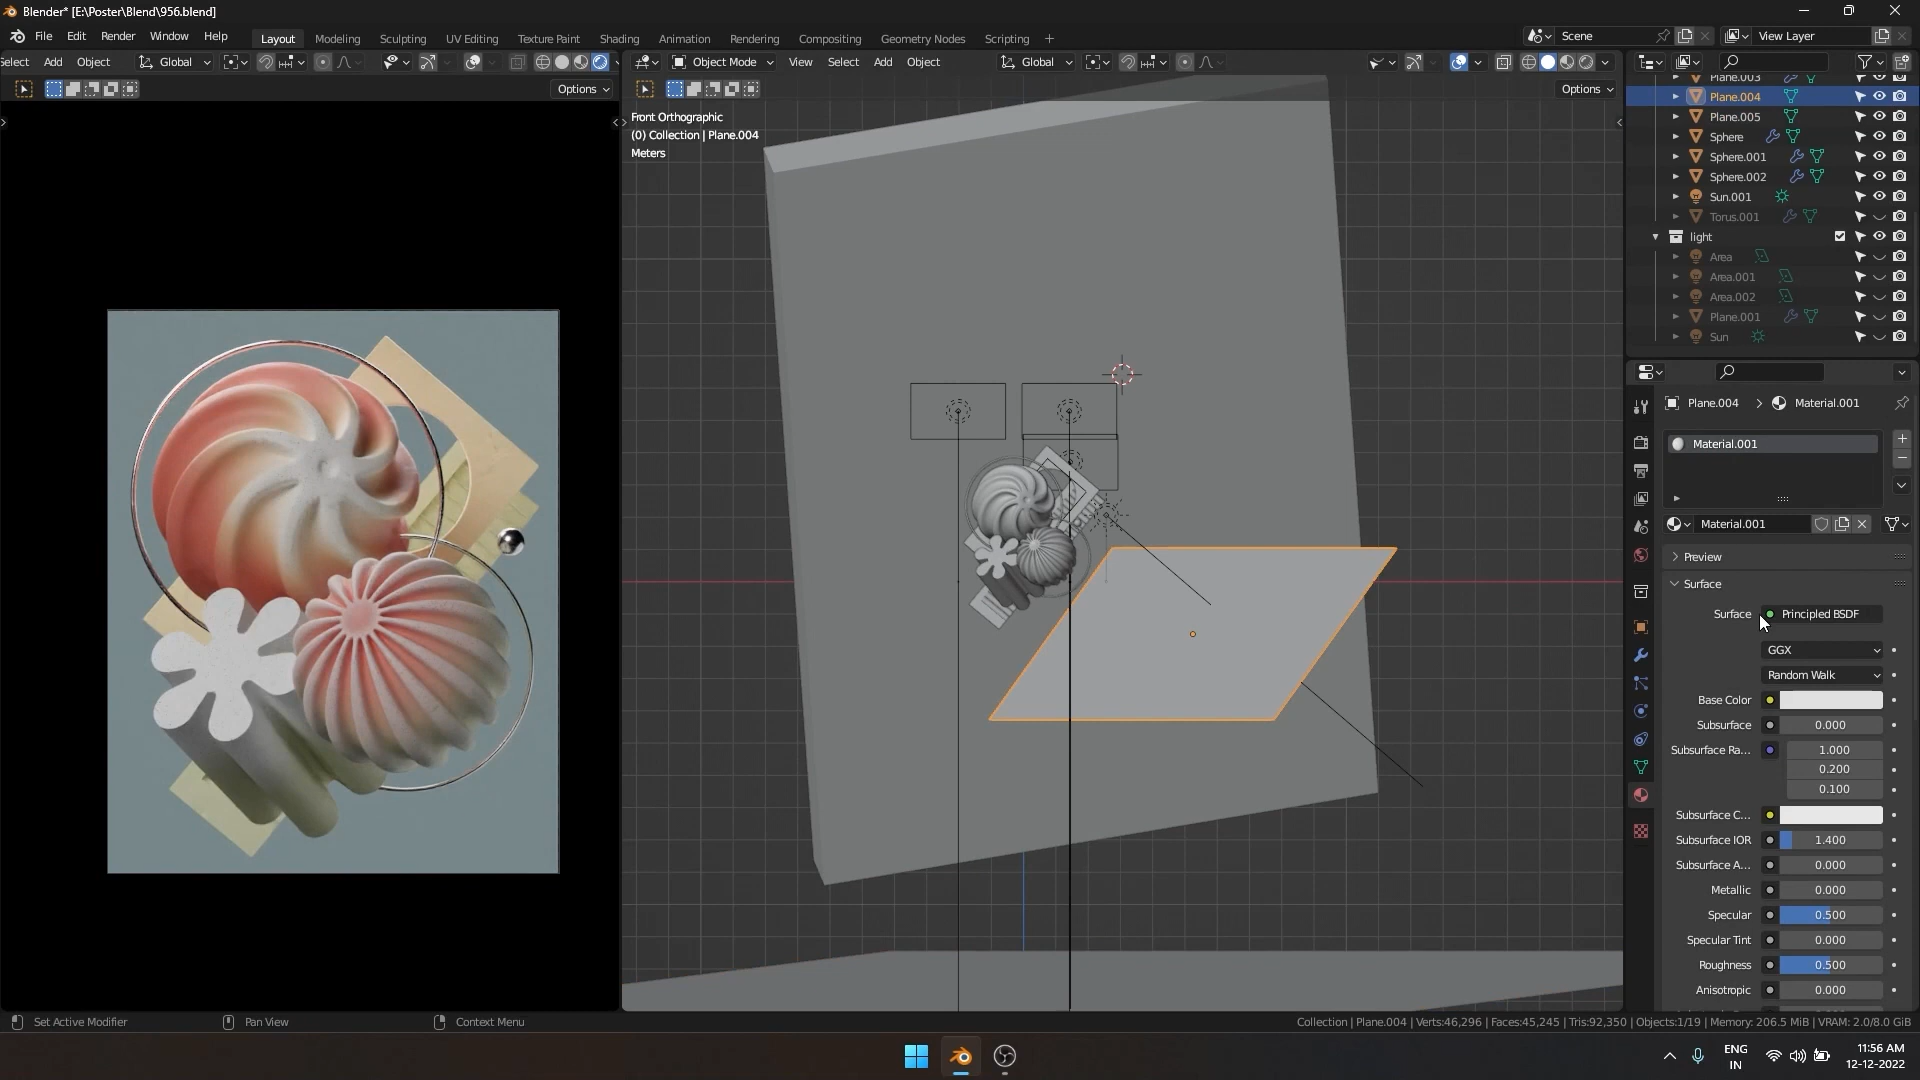 Blender* [E:\Poster\Blend\956.blend]
File Edit Render Window Help Layout Modeling Sculpting UV Editing Texture Paint Shading Animation Rendering Compositing Geometry Nodes Scripting + Scene View Layer
Select Add Object Global
Object Mode View Select Add Object Global
Options
Options
Front Orthographic
(0) Collection | Plane.004
Meters
Plane.003
Plane.004
Plane.005
Sphere
Sphere.001
Sphere.002
Sun.001
Torus.001
light
Area
Area.001
Area.002
Plane.001
Sun
Plane.004 > Material.001
Material.001
Material.001
Preview
Surface
Surface Principled BSDF
GGX
Random Walk
Base Color
Subsurface 0.000
Subsurface Ra... 1.000
0.200
0.100
Subsurface C...
Subsurface IOR 1.400
Subsurface A... 0.000
Metallic 0.000
Specular 0.500
Specular Tint 0.000
Roughness 0.500
Anisotropic 0.000
Set Active Modifier Pan View Context Menu Collection | Plane.004 | Verts:46,296 | Faces:45,245 | Tris:92,350 | Objects:1/19 | Memory: 206.5 MiB | VRAM: 2.0/8.0 GiB
ENG
IN
11:56 AM
12-12-2022